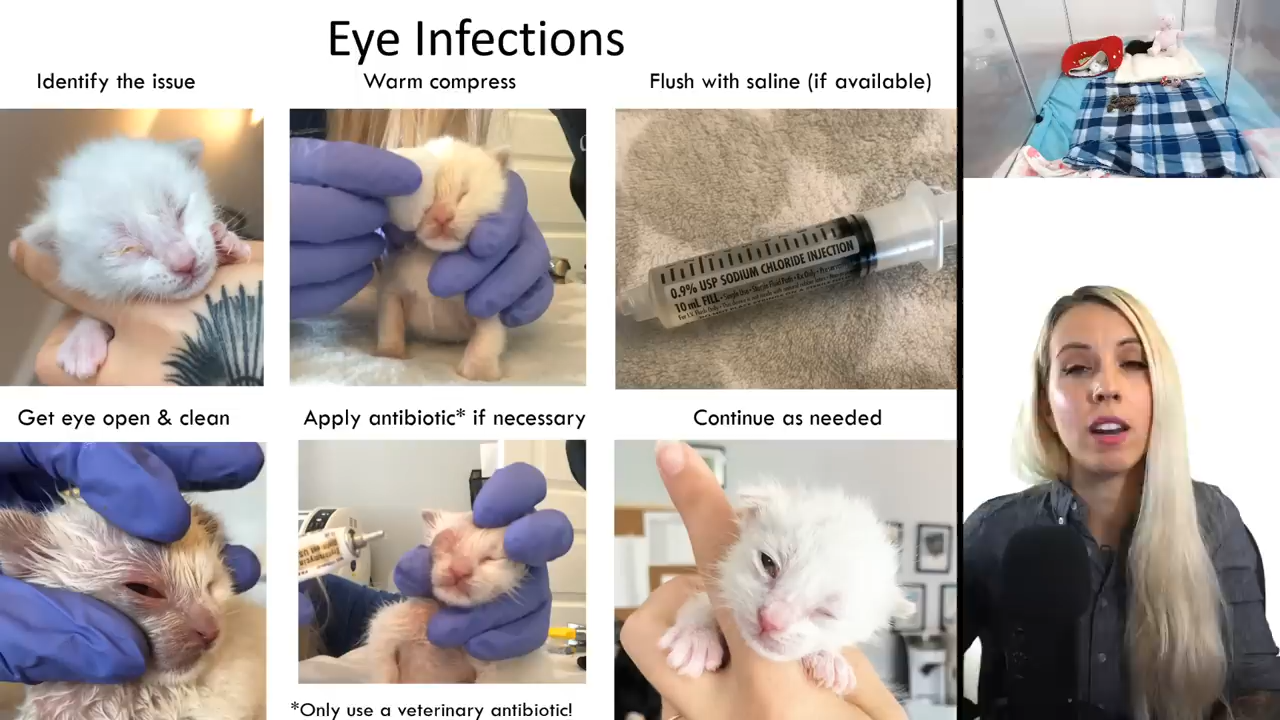 Eye Infections
Identify the issue
Warm compress
Flush with saline (if available)
0.9% USP SODIUM CHLORIDE INJECTION
10 mL FILL
Get eye open & clean
Apply antibiotic* if necessary
Continue as needed
*Only use a veterinary antibiotic!